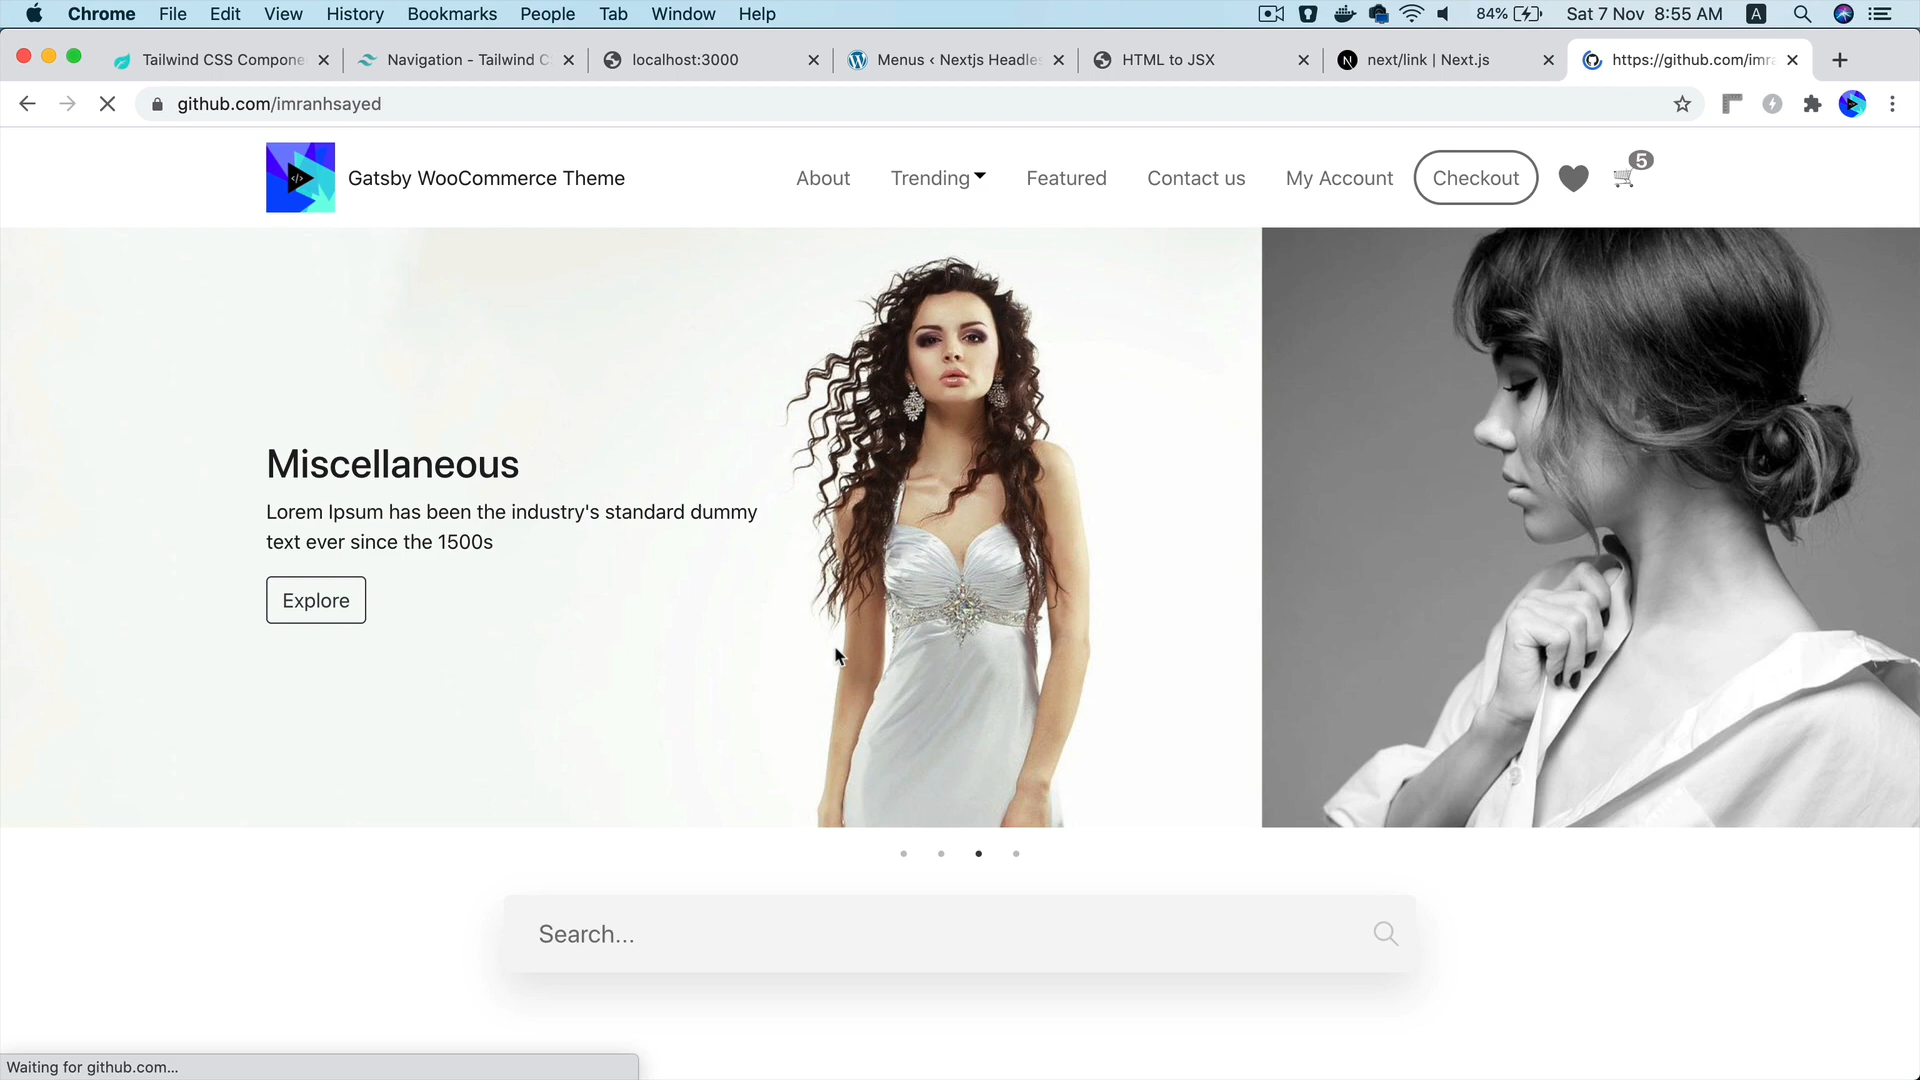 Chrome File Edit View History Bookmarks People Tab Window Help 84% Sat 7 Nov 8:55 AM A
Tailwind CSS Compone Navigation - Tailwind C localhost:3000 Menus ‹ Nextjs Headles HTML to JSX next/link | Next.js https://github.com/imra
github.com/imranhsayed
Gatsby WooCommerce Theme About Trending Featured Contact us My Account Checkout 5
Miscellaneous
Lorem Ipsum has been the industry's standard dummy
text ever since the 1500s
Explore
Search...
Waiting for github.com...